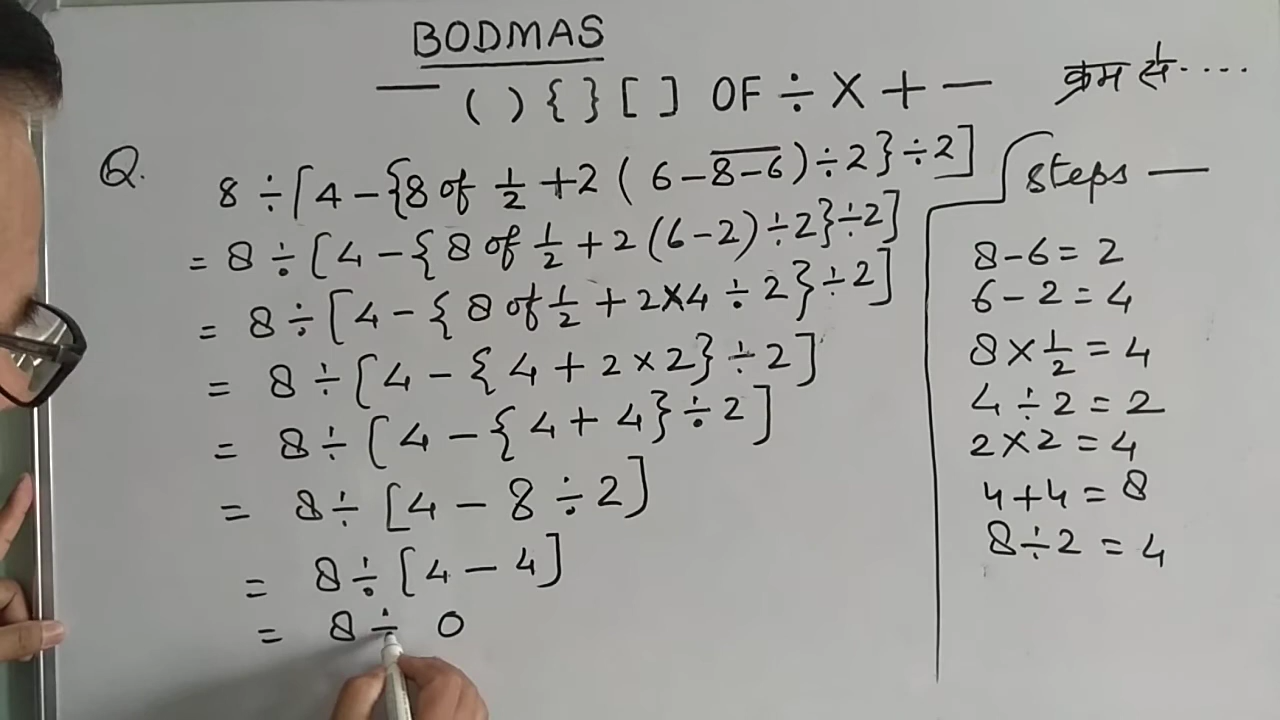 BODMAS
— ( ) { } [ ] OF ÷ × + — क्रम से....
Q. 8 ÷ [4 - {8 of 1/2 + 2 (6 - 8̅ ̅-̅ ̅6̅) ÷ 2} ÷ 2]
= 8 ÷ [4 - {8 of 1/2 + 2 (6 - 2) ÷ 2} ÷ 2]
= 8 ÷ [4 - {8 of 1/2 + 2 × 4 ÷ 2} ÷ 2]
= 8 ÷ [4 - {4 + 2 × 2} ÷ 2]
= 8 ÷ [4 - {4 + 4} ÷ 2]
= 8 ÷ [4 - 8 ÷ 2]
= 8 ÷ [4 - 4]
= 8 ÷ 0
steps —
8 - 6 = 2
6 - 2 = 4
8 × 1/2 = 4
4 ÷ 2 = 2
2 × 2 = 4
4 + 4 = 8
8 ÷ 2 = 4